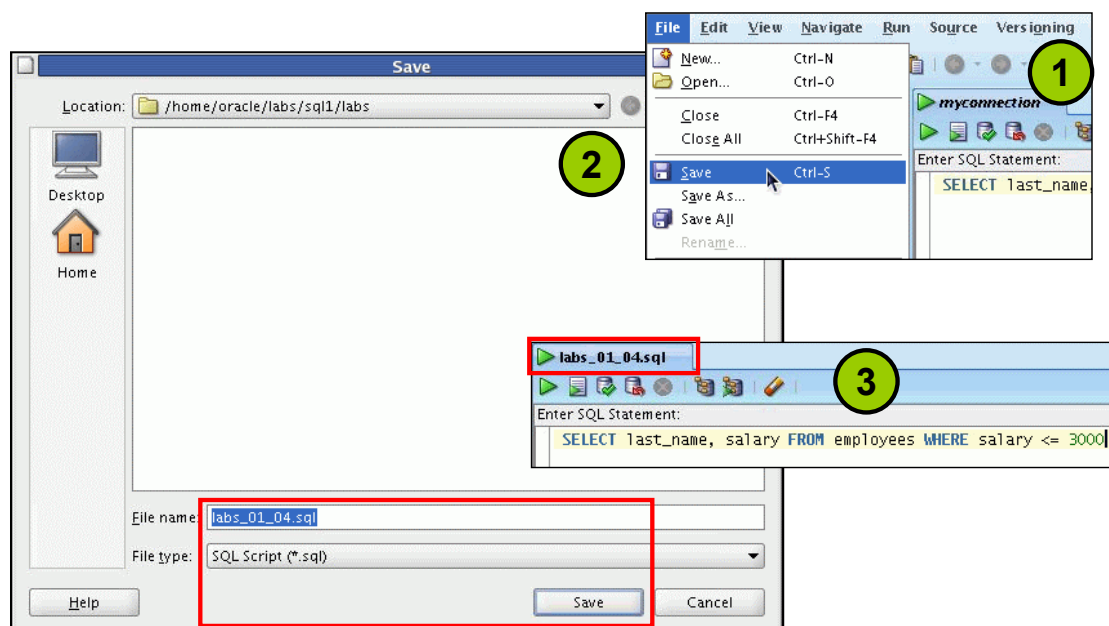 File Edit View Navigate Run Source Versioning
New... Ctrl-N
Open... Ctrl-O
Close Ctrl-F4
Close All Ctrl+Shift-F4
Save Ctrl-S
Save As...
Save All
Rename...
1
myconnection
Enter SQL Statement:
SELECT last_name,
Save
Location: /home/oracle/labs/sql1/labs
2
Desktop
Home
File name: labs_01_04.sql
File type: SQL Script (*.sql)
Help Save Cancel
labs_01_04.sql
3
Enter SQL Statement:
SELECT last_name, salary FROM employees WHERE salary <= 3000